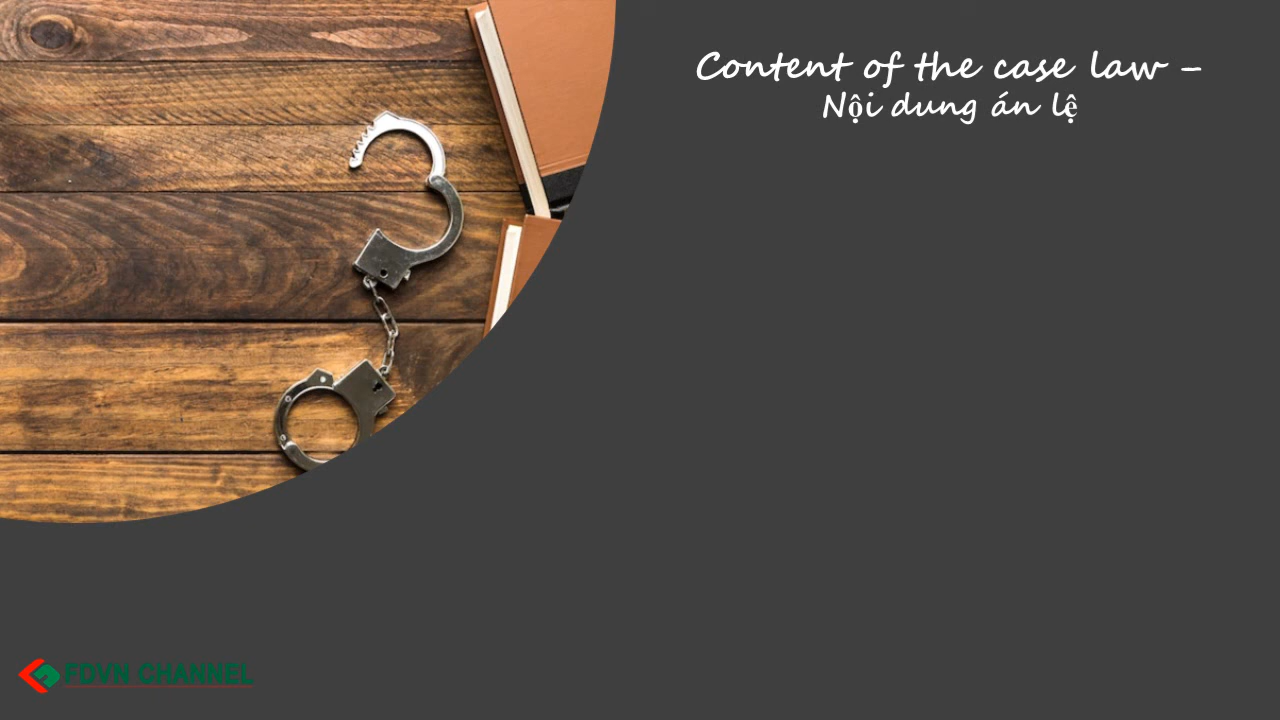 Content of the case law –
Nội dung án lệ
FDVN CHANNEL